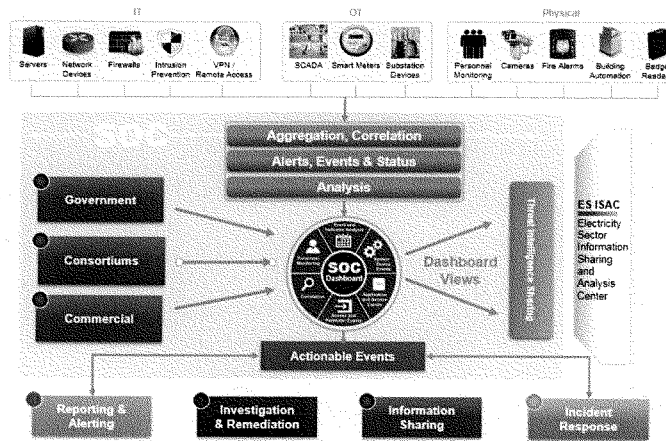 IT
OT
Physical
Servers
Network
Devices
Firewalls
Intrusion
Prevention
VPN /
Remote Access
SCADA
Smart Meters
Substation
Devices
Personnel
Monitoring
Cameras
Fire Alarms
Building
Automation
Aggregation, Correlation
Alerts, Events & Status
Analysis
Government
Consortiums
Commercial
SOC
Dashboard
Dashboard
Views
Threat Intelligence Sharing
ES ISAC
Electricity
Sector
Information
Sharing
and
Analysis
Center
Actionable Events
Reporting &
Alerting
Investigation
& Remediation
Information
Sharing
Incident
Response